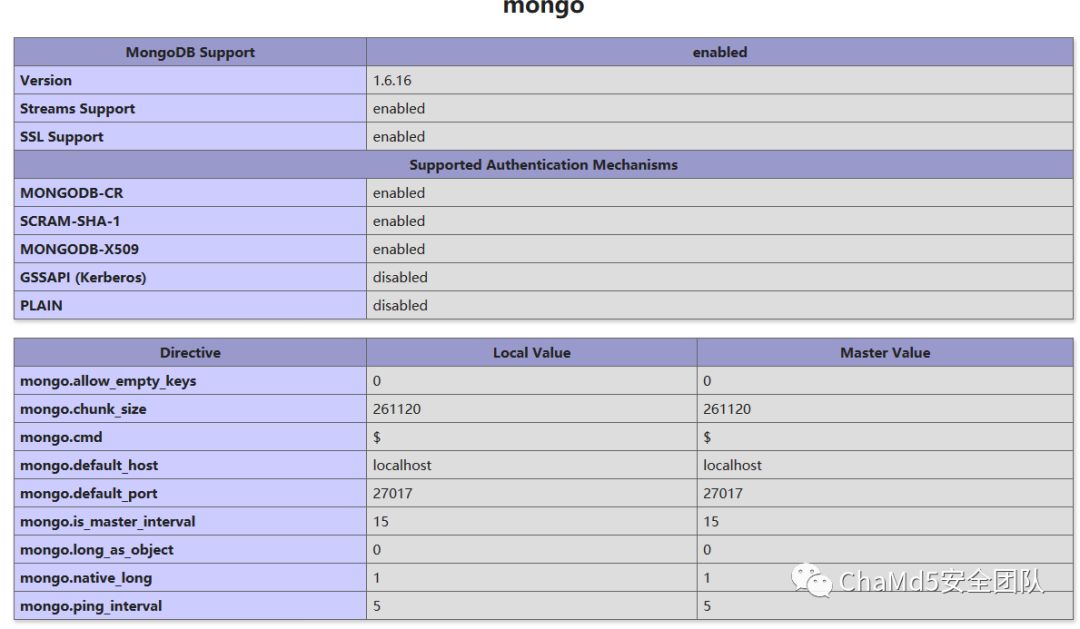 mongo
MongoDB Support enabled
Version 1.6.16
Streams Support enabled
SSL Support enabled
Supported Authentication Mechanisms
MONGODB-CR enabled
SCRAM-SHA-1 enabled
MONGODB-X509 enabled
GSSAPI (Kerberos) disabled
PLAIN disabled
Directive Local Value Master Value
mongo.allow_empty_keys 0 0
mongo.chunk_size 261120 261120
mongo.cmd $ $
mongo.default_host localhost localhost
mongo.default_port 27017 27017
mongo.is_master_interval 15 15
mongo.long_as_object 0 0
mongo.native_long 1 1
ChaMd5安全团队
mongo.ping_interval 5 5